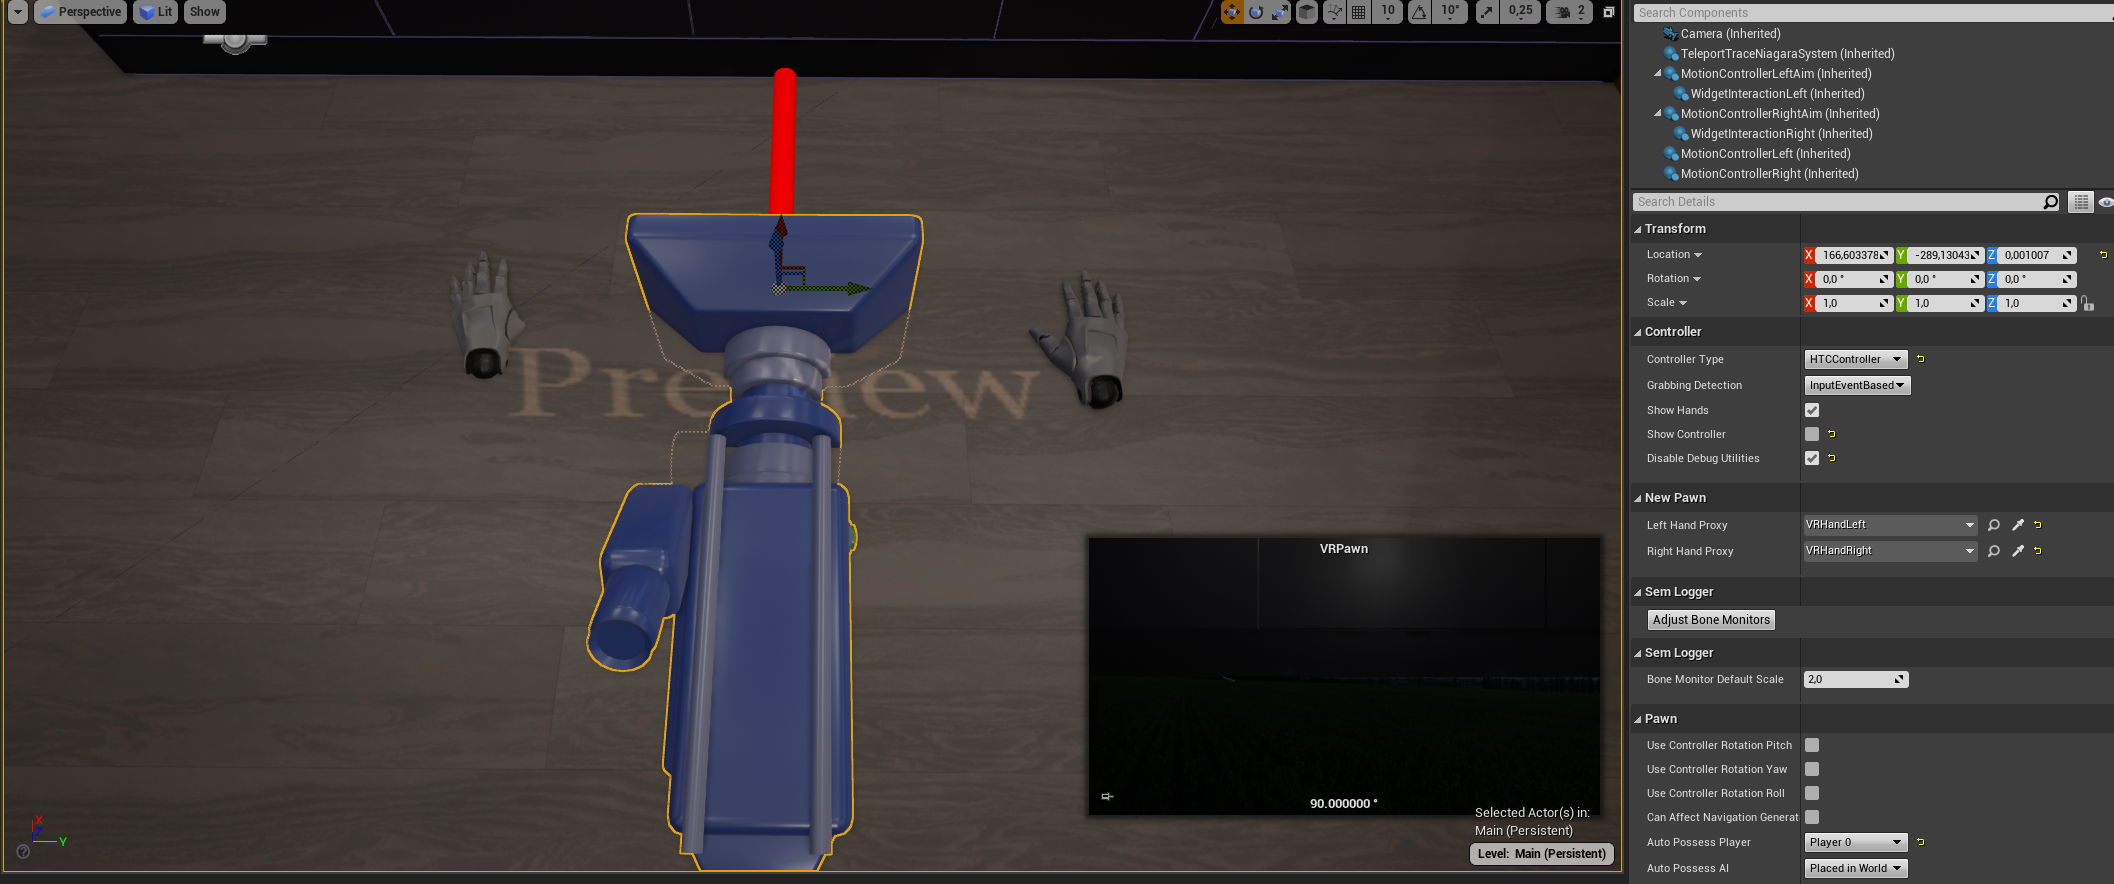 Perspective Lit Show 10 10° 0,25 2
Preview
VRPawn
90.000000 °
Selected Actor(s) in:
Main (Persistent)
Level: Main (Persistent)
X
Y
Search Components
Camera (Inherited)
TeleportTraceNiagaraSystem (Inherited)
MotionControllerLeftAim (Inherited)
WidgetInteractionLeft (Inherited)
MotionControllerRightAim (Inherited)
WidgetInteractionRight (Inherited)
MotionControllerLeft (Inherited)
MotionControllerRight (Inherited)
Search Details
Transform
Location X 166,603378 Y -289,13043 Z 0,001007
Rotation X 0,0 ° Y 0,0 ° Z 0,0 °
Scale X 1,0 Y 1,0 Z 1,0
Controller
Controller Type HTCController
Grabbing Detection InputEventBased
Show Hands
Show Controller
Disable Debug Utilities
New Pawn
Left Hand Proxy VRHandLeft
Right Hand Proxy VRHandRight
Sem Logger
Adjust Bone Monitors
Sem Logger
Bone Monitor Default Scale 2,0
Pawn
Use Controller Rotation Pitch
Use Controller Rotation Yaw
Use Controller Rotation Roll
Can Affect Navigation Generat
Auto Possess Player Player 0
Auto Possess AI Placed in World